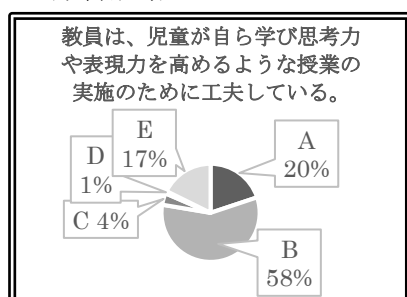 教員は、児童が自ら学び思考力
や表現力を高めるような授業の
実施のために工夫している。
A
20%
B
58%
C 4%
D
1%
E
17%